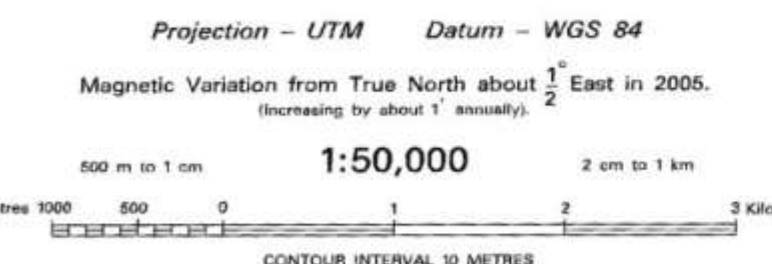 Projection – UTM Datum – WGS 84
Magnetic Variation from True North about 1/2° East in 2005.
(Increasing by about 1' annually).
500 m to 1 cm 1:50,000 2 cm to 1 km
tres 1000 500 0 1 2 3 Kilo
CONTOUR INTERVAL 10 METRES